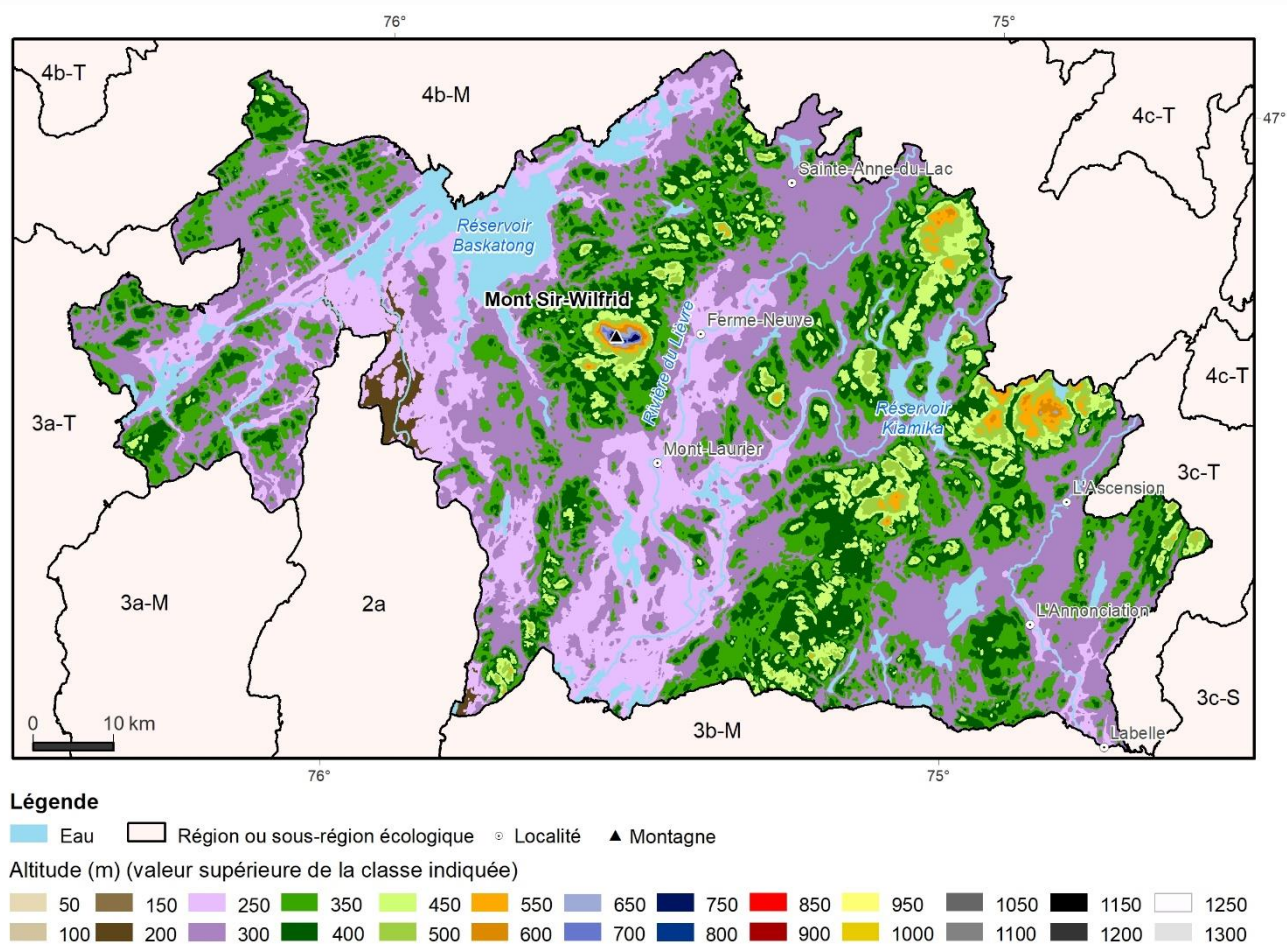 76°
75°
4b-T
4b-M
4c-T
47°
Sainte-Anne-du-Lac
Réservoir
Baskatong
Mont Sir-Wilfrid
Ferme-Neuve
Rivière du Lièvre
4c-T
3a-T
Réservoir
Kiamika
Mont-Laurier
3c-T
L'Ascension
3a-M
2a
L'Annonciation
3c-S
0 10 km
3b-M
Labelle
76°
75°
Légende
Eau Région ou sous-région écologique Localité Montagne
Altitude (m) (valeur supérieure de la classe indiquée)
50 150 250 350 450 550 650 750 850 950 1050 1150 1250
100 200 300 400 500 600 700 800 900 1000 1100 1200 1300